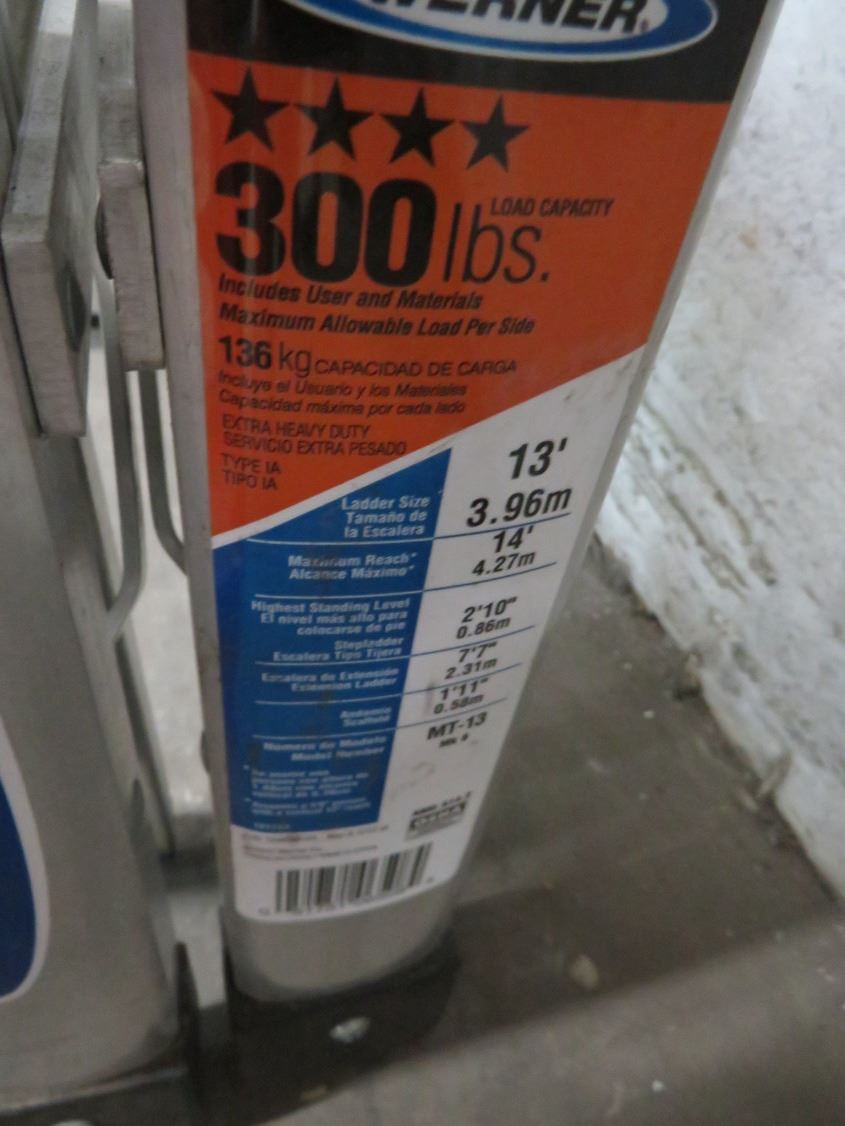 WERNER
300 lbs.
LOAD CAPACITY
Includes User and Materials
Maximum Allowable Load Per Side
136 kg CAPACIDAD DE CARGA
Incluye el Usuario y los Materiales
Capacidad máxima por cada lado
EXTRA HEAVY DUTY
SERVICIO EXTRA PESADO
TYPE IA
TIPO IA
Ladder Size
Tamaño de
la Escalera
13'
3.96m
Maximum Reach*
Alcance Máximo*
14'
4.27m
Highest Standing Level
El nivel más alto para
colocarse de pie
Stepladder
Escalera Tipo Tijera
2'10"
0.86m
Escalera de Extensión
Extension Ladder
7'7"
2.31m
Andamio
Scaffold
1'11"
0.58m
Número de Modelo
Model Number
MT-13